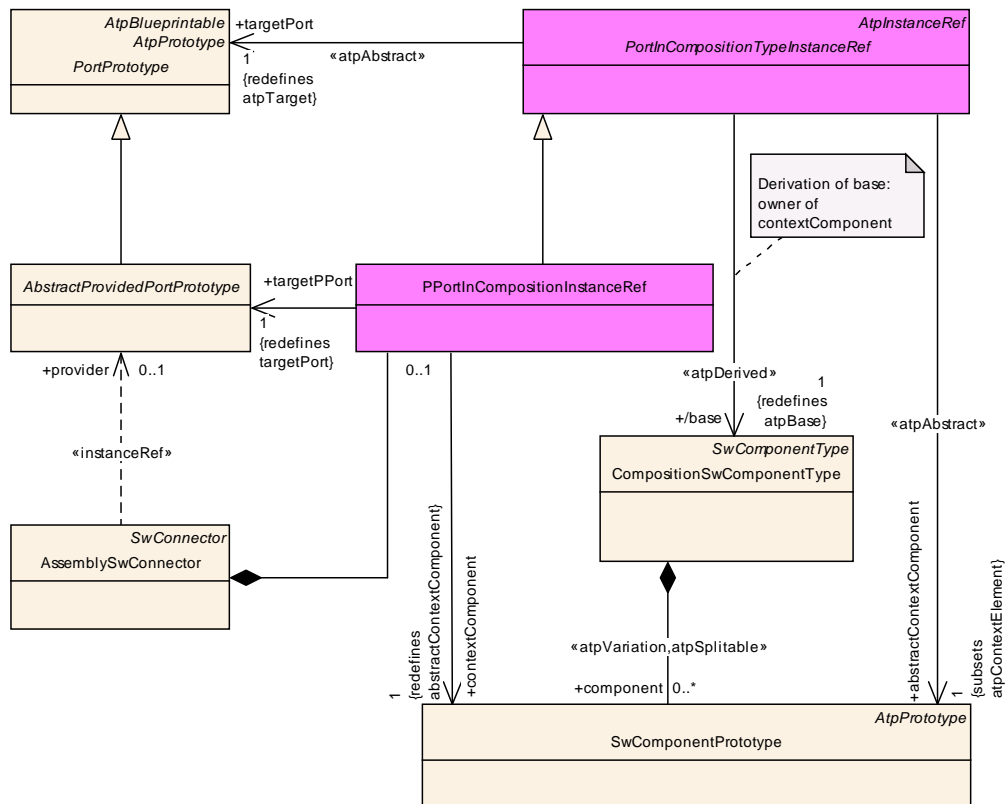 AtpBlueprintable
AtpPrototype
PortPrototype
+targetPort
1
{redefines
atpTarget}
«atpAbstract»
AtpInstanceRef
PortInCompositionTypeInstanceRef
Derivation of base:
owner of
contextComponent
AbstractProvidedPortPrototype
+targetPPort
1
{redefines
targetPort}
PPortInCompositionInstanceRef
+provider
0..1
0..1
«atpDerived»
1
{redefines
atpBase}
+/base
«atpAbstract»
«instanceRef»
SwComponentType
CompositionSwComponentType
SwConnector
AssemblySwConnector
1
{redefines
abstractContextComponent}
+contextComponent
«atpVariation,atpSplitable»
+component
0..*
+abstractContextComponent
1
{subsets
atpContextElement}
AtpPrototype
SwComponentPrototype